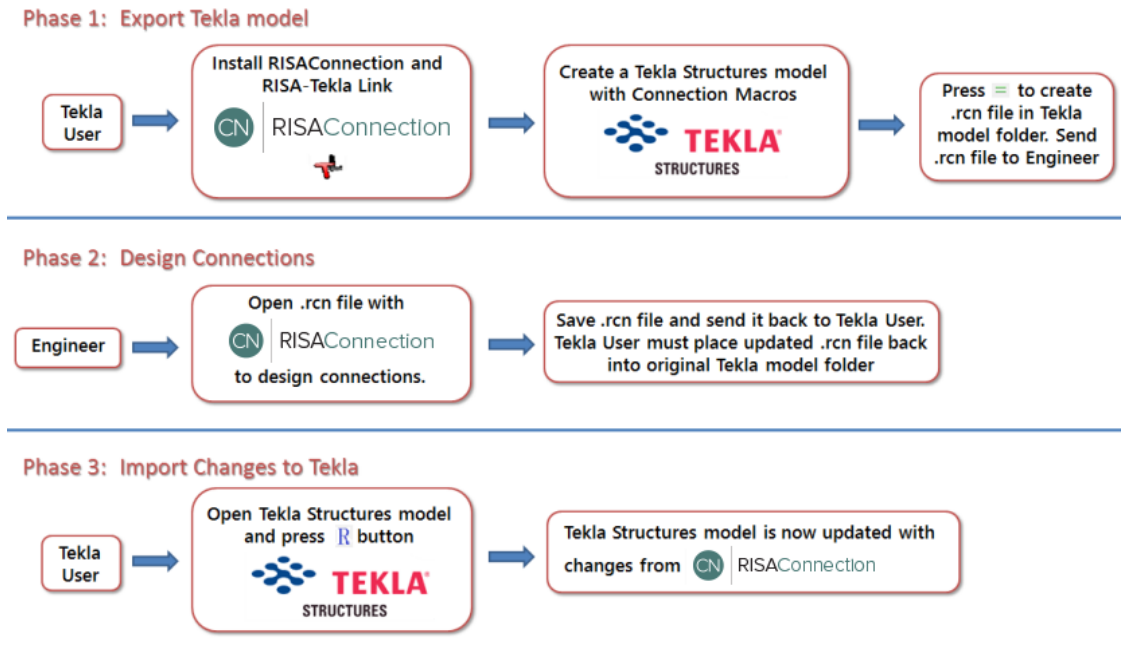 Phase 1: Export Tekla model
Tekla
User
Install RISAConnection and
RISA-Tekla Link
CN RISAConnection
Create a Tekla Structures model
with Connection Macros
TEKLA
STRUCTURES
Press = to create
.rcn file in Tekla
model folder. Send
.rcn file to Engineer
Phase 2: Design Connections
Engineer
Open .rcn file with
CN RISAConnection
to design connections.
Save .rcn file and send it back to Tekla User.
Tekla User must place updated .rcn file back
into original Tekla model folder
Phase 3: Import Changes to Tekla
Tekla
User
Open Tekla Structures model
and press R button
TEKLA
STRUCTURES
Tekla Structures model is now updated with
changes from CN RISAConnection